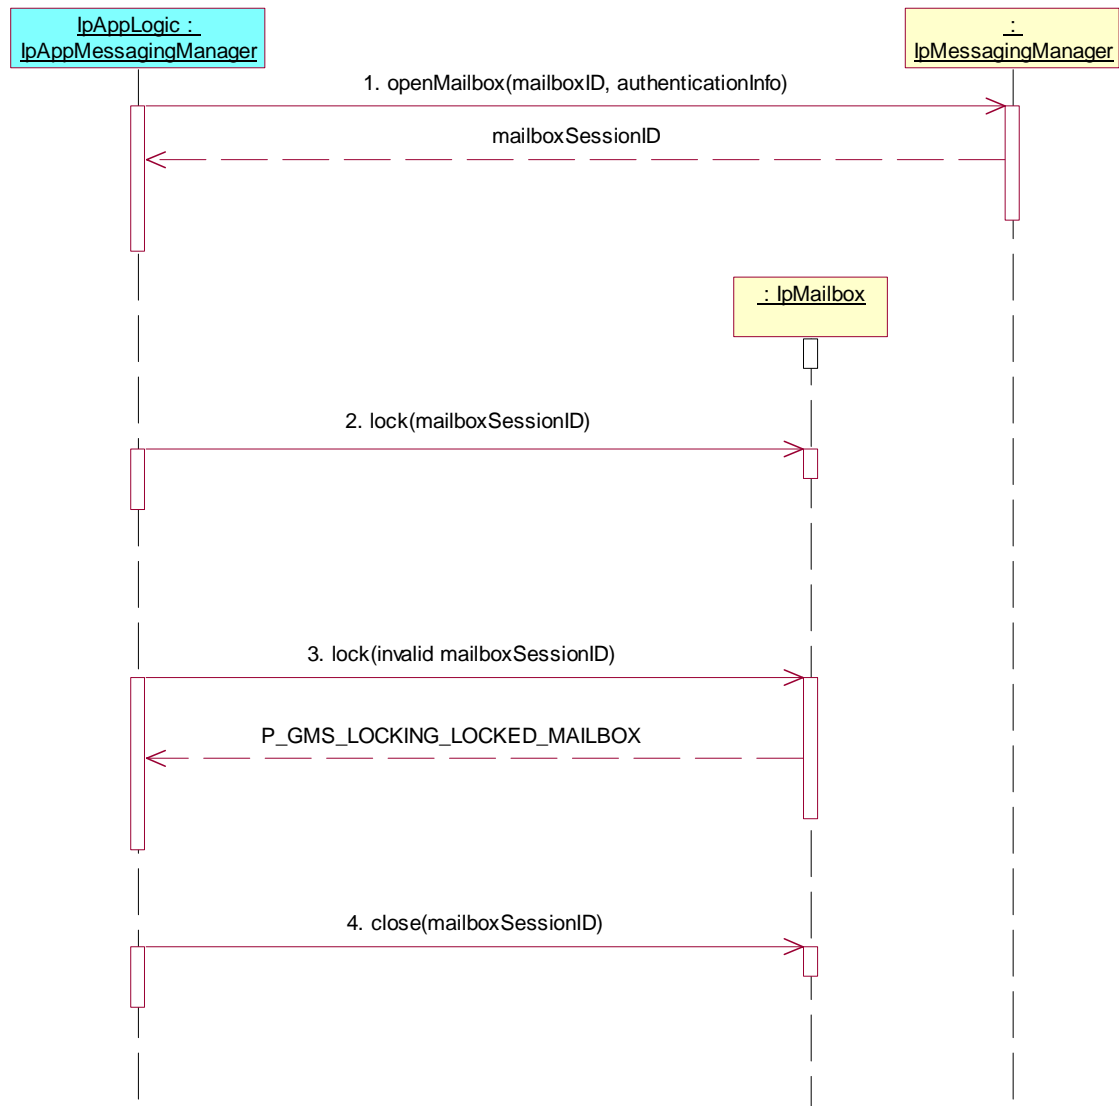 IpAppLogic :
IpAppMessagingManager
:
IpMessagingManager
1. openMailbox(mailboxID, authenticationInfo)
mailboxSessionID
: IpMailbox
2. lock(mailboxSessionID)
3. lock(invalid mailboxSessionID)
P_GMS_LOCKING_LOCKED_MAILBOX
4. close(mailboxSessionID)